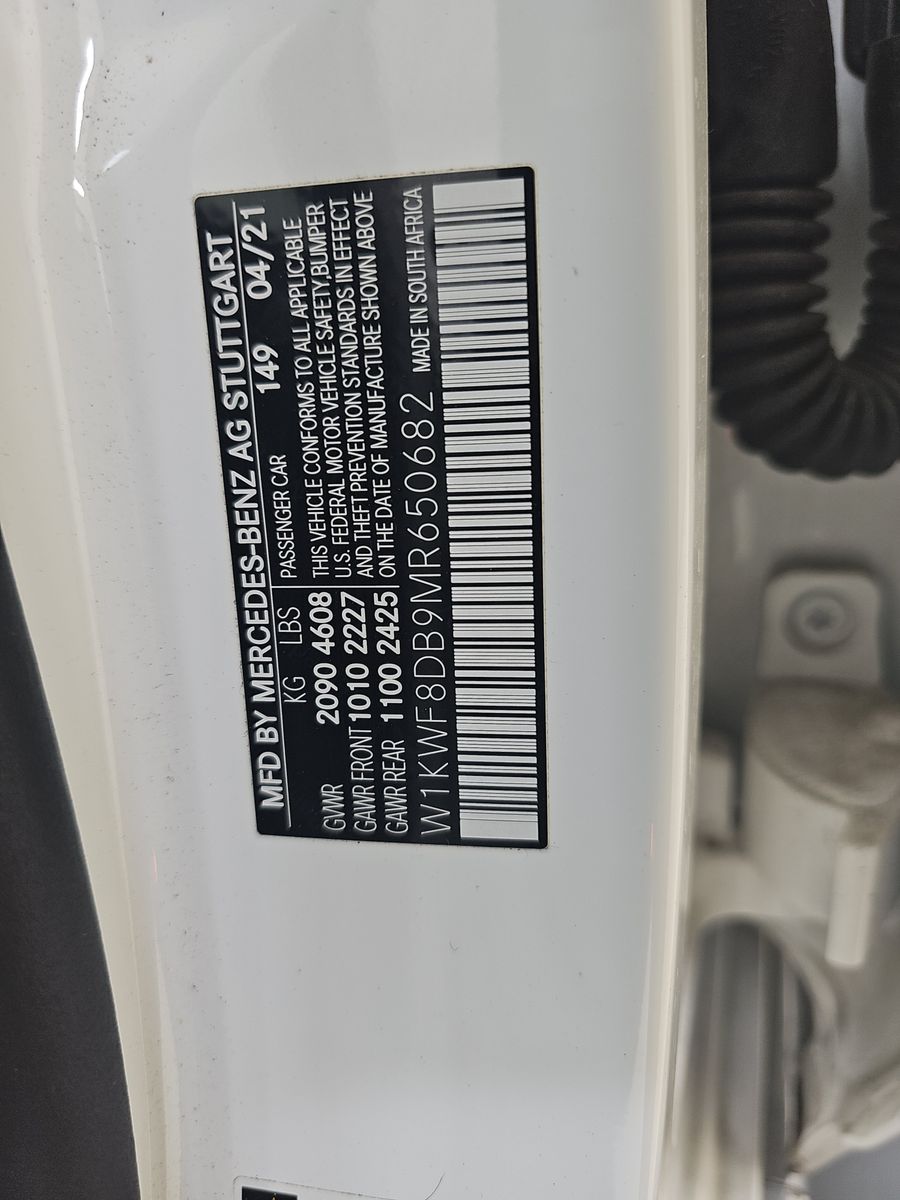 MFD BY MERCEDES-BENZ AG STUTTGART
KG LBS PASSENGER CAR 149 04/21
GVWR 2090 4608 THIS VEHICLE CONFORMS TO ALL APPLICABLE
GAWR FRONT 1010 2227 U.S. FEDERAL MOTOR VEHICLE SAFETY,BUMPER
GAWR REAR 1100 2425 AND THEFT PREVENTION STANDARDS IN EFFECT
ON THE DATE OF MANUFACTURE SHOWN ABOVE
W1KWF8DB9MR650682 MADE IN SOUTH AFRICA